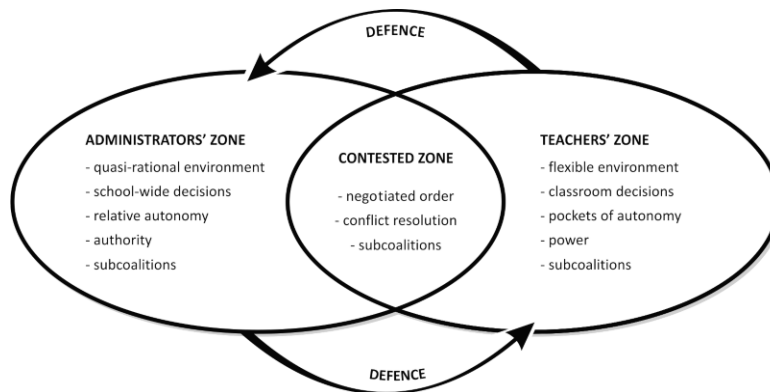 DEFENCE
ADMINISTRATORS' ZONE
- quasi-rational environment
- school-wide decisions
- relative autonomy
- authority
- subcoalitions
CONTESTED ZONE
- negotiated order
- conflict resolution
- subcoalitions
TEACHERS' ZONE
- flexible environment
- classroom decisions
- pockets of autonomy
- power
- subcoalitions
DEFENCE